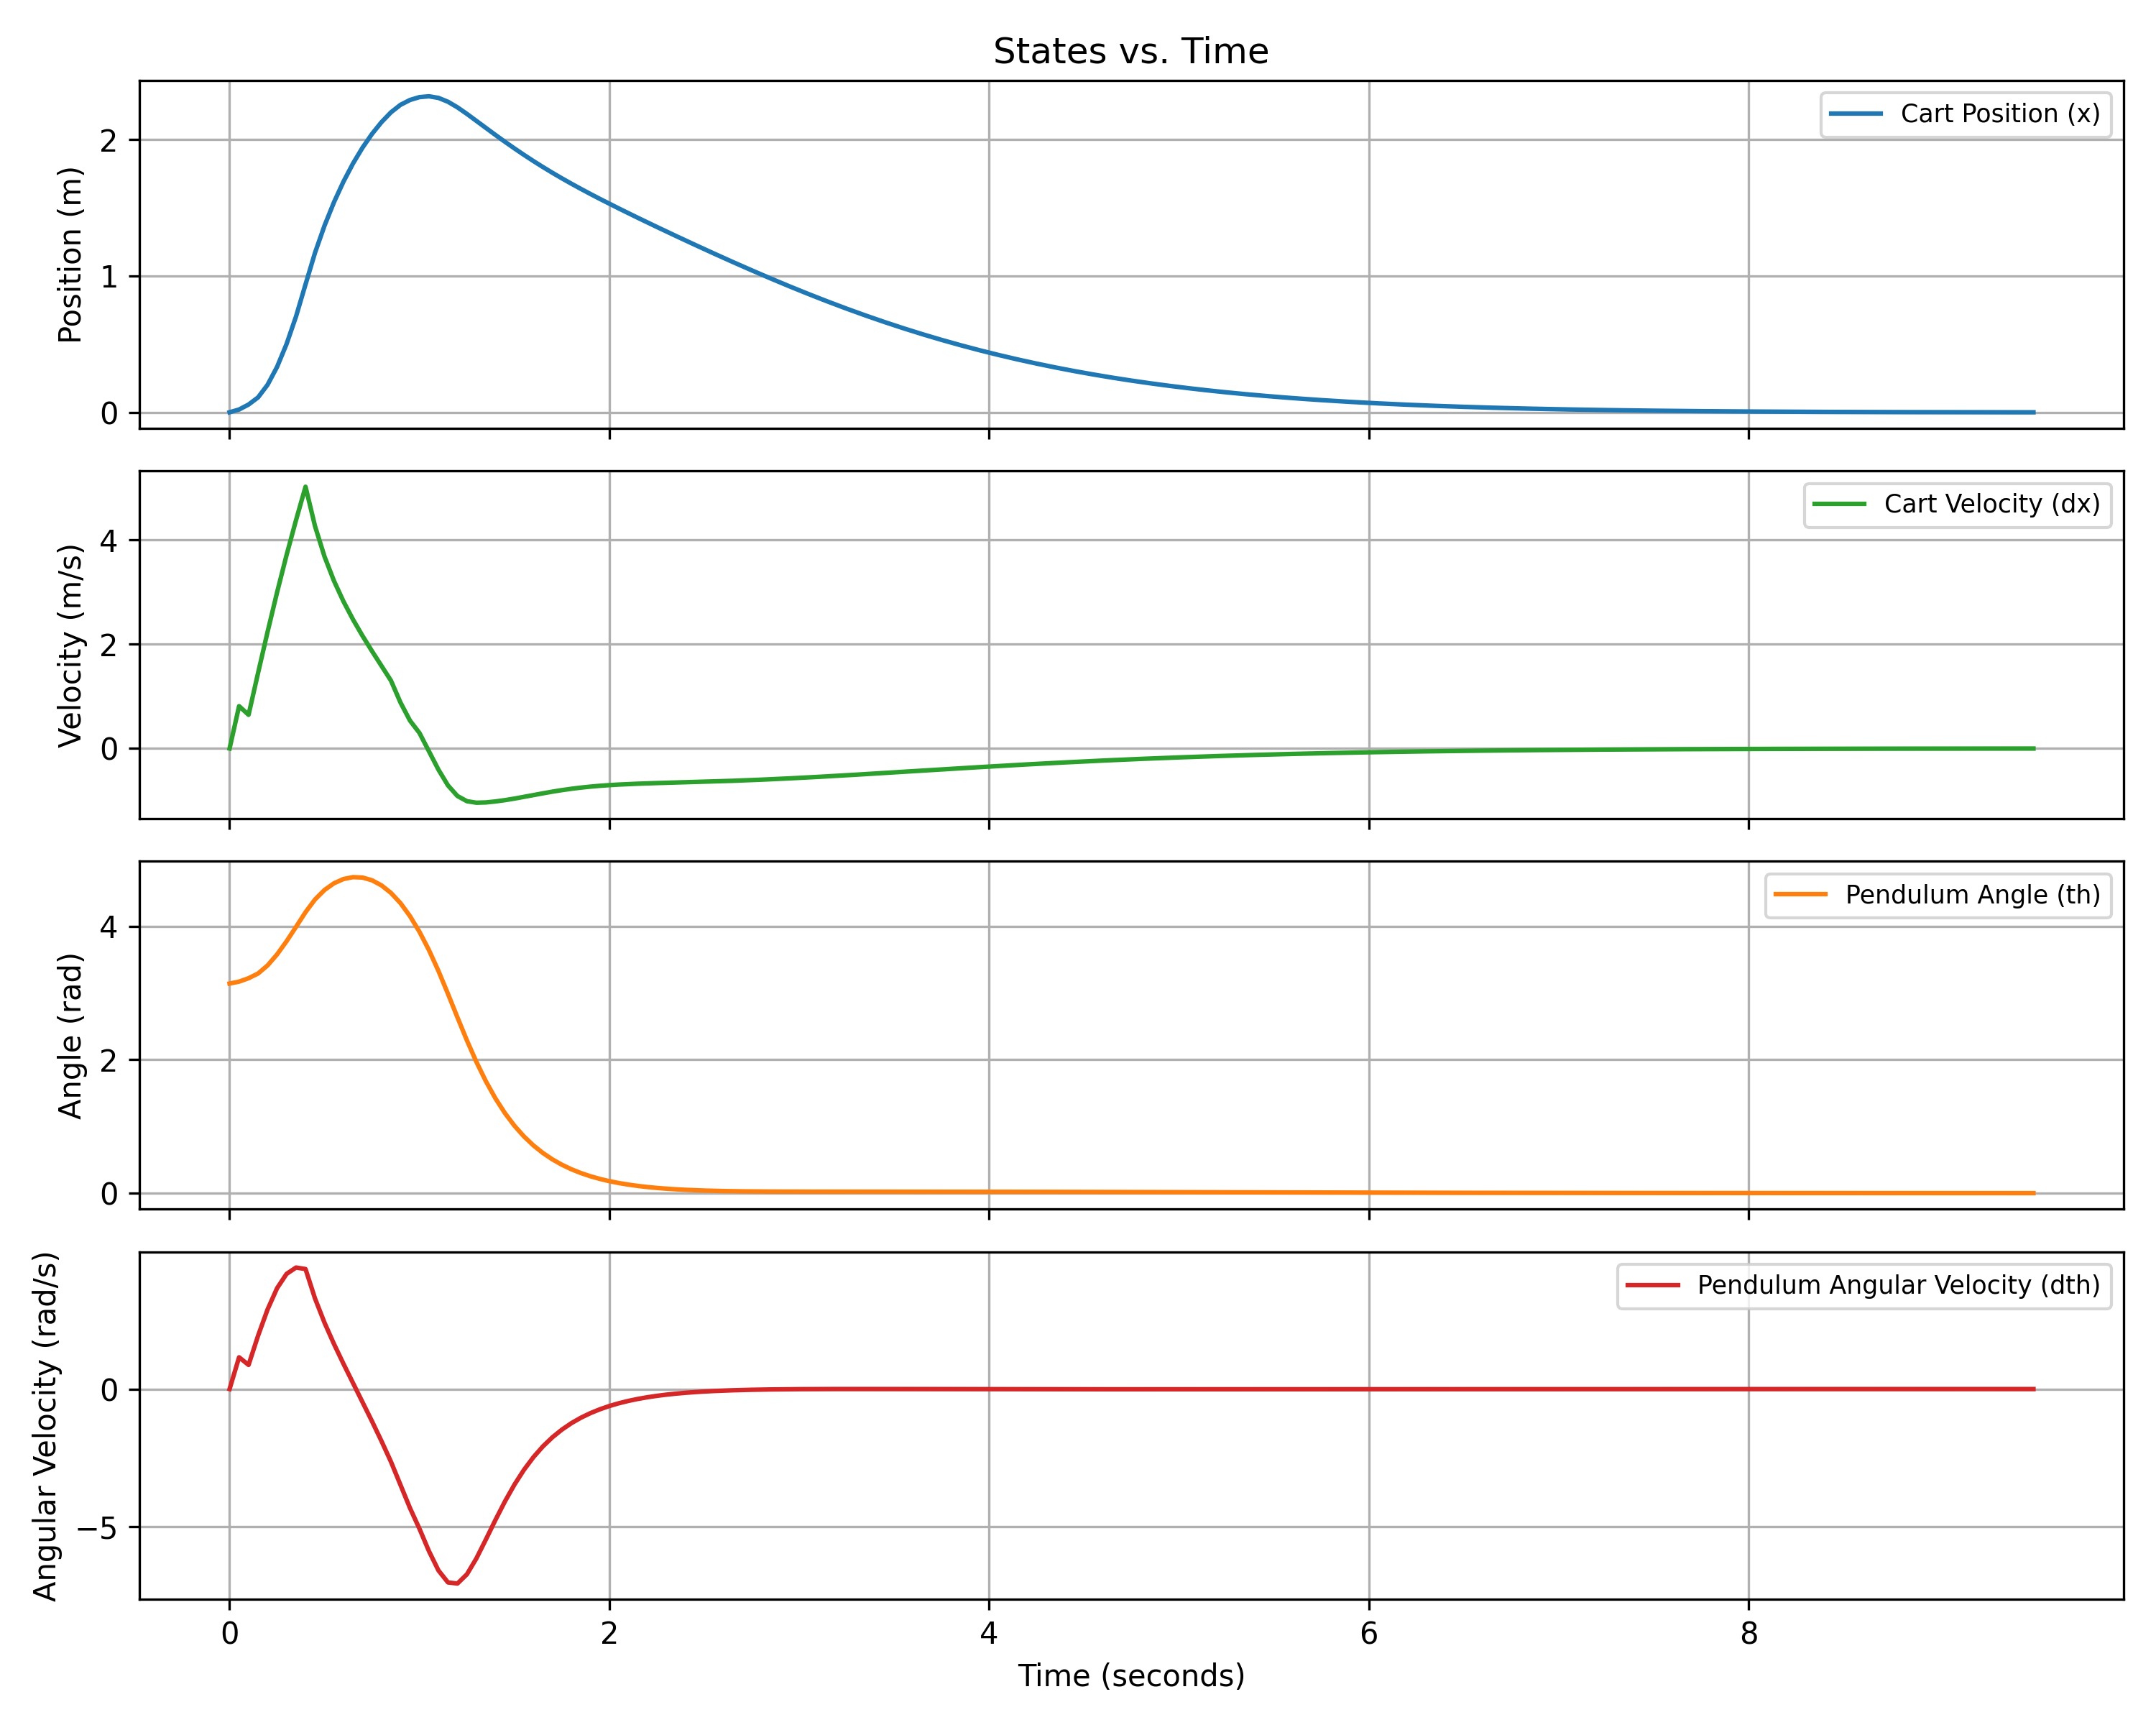 States vs. Time
Cart Position (x)
Position (m)
2
1
0
Cart Velocity (dx)
Velocity (m/s)
4
2
0
Pendulum Angle (th)
Angle (rad)
4
2
0
Pendulum Angular Velocity (dth)
Angular Velocity (rad/s)
0
−5
0 2 4 6 8
Time (seconds)